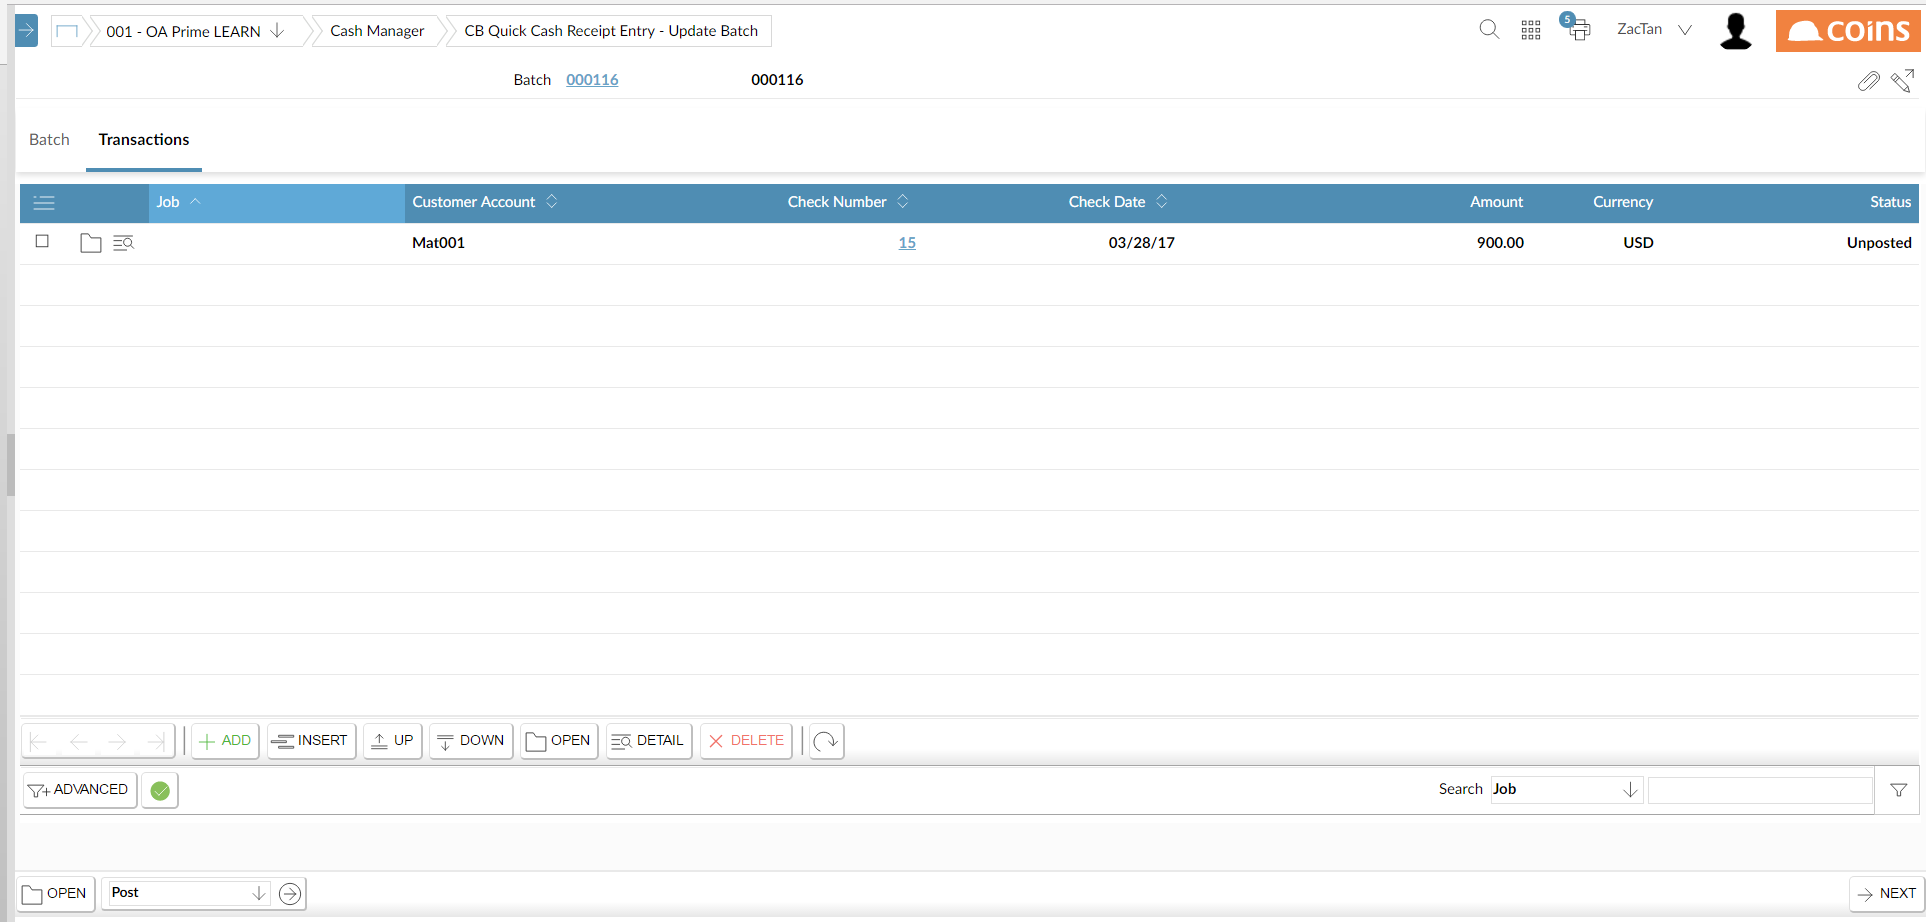 001 - OA Prime LEARN Cash Manager CB Quick Cash Receipt Entry - Update Batch 5 ZacTan coins
Batch 000116 000116
Batch Transactions
Job Customer Account Check Number Check Date Amount Currency Status
Mat001 15 03/28/17 900.00 USD Unposted
ADD INSERT UP DOWN OPEN DETAIL DELETE
ADVANCED Search Job
OPEN Post NEXT